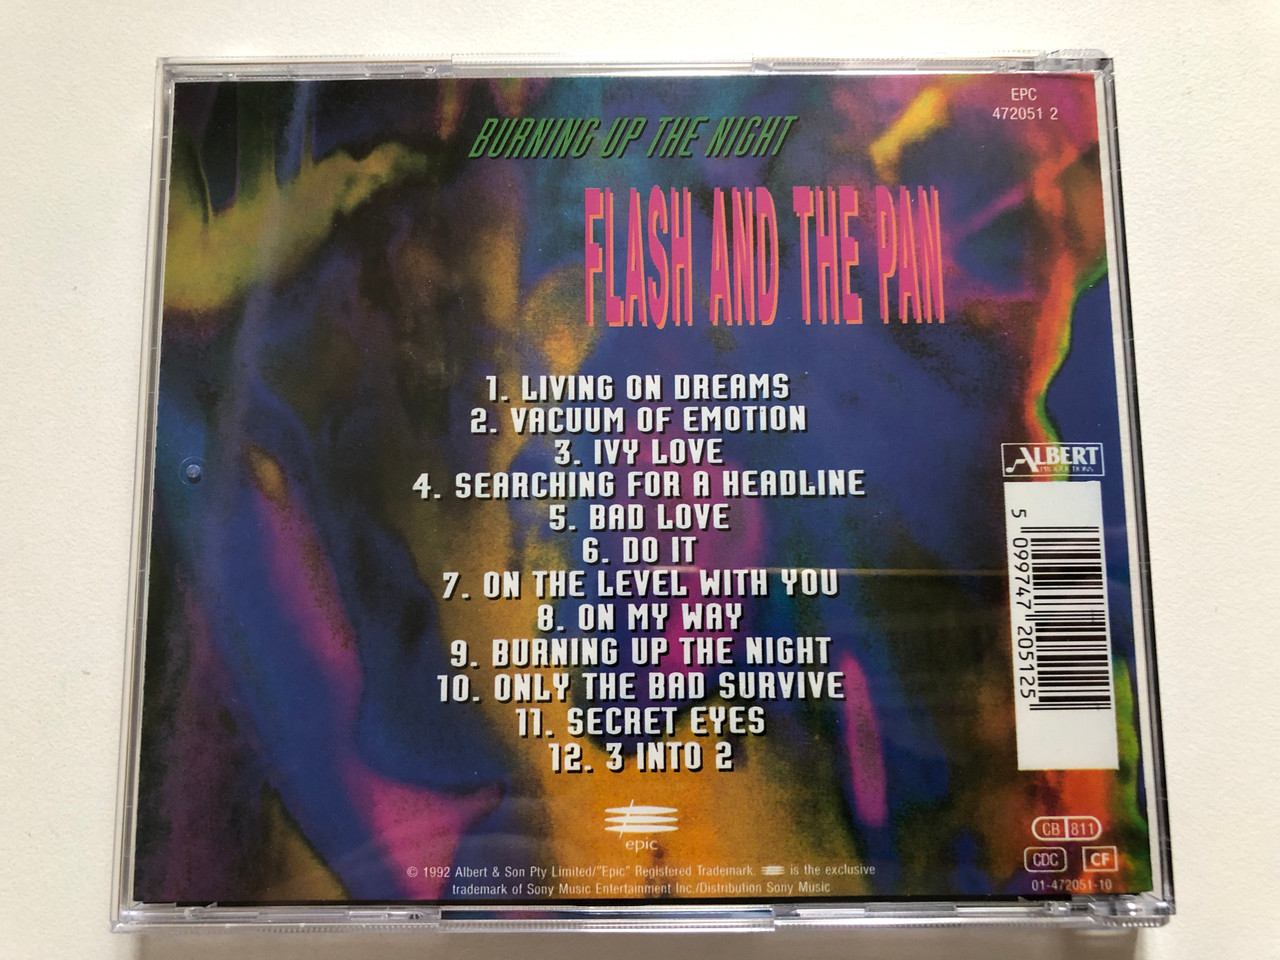 EPC
472051 2
BURNING UP THE NIGHT
FLASH AND THE PAN
1. LIVING ON DREAMS
2. VACUUM OF EMOTION
3. IVY LOVE
4. SEARCHING FOR A HEADLINE
5. BAD LOVE
6. DO IT
7. ON THE LEVEL WITH YOU
8. ON MY WAY
9. BURNING UP THE NIGHT
10. ONLY THE BAD SURVIVE
11. SECRET EYES
12. 3 INTO 2
ALBERT
PRODUCTIONS
5 099747 205125
epic
CB 811
CDC CF
01-472051-10
© 1992 Albert & Son Pty Limited/"Epic" Registered Trademark. is the exclusive
trademark of Sony Music Entertainment Inc./Distribution Sony Music